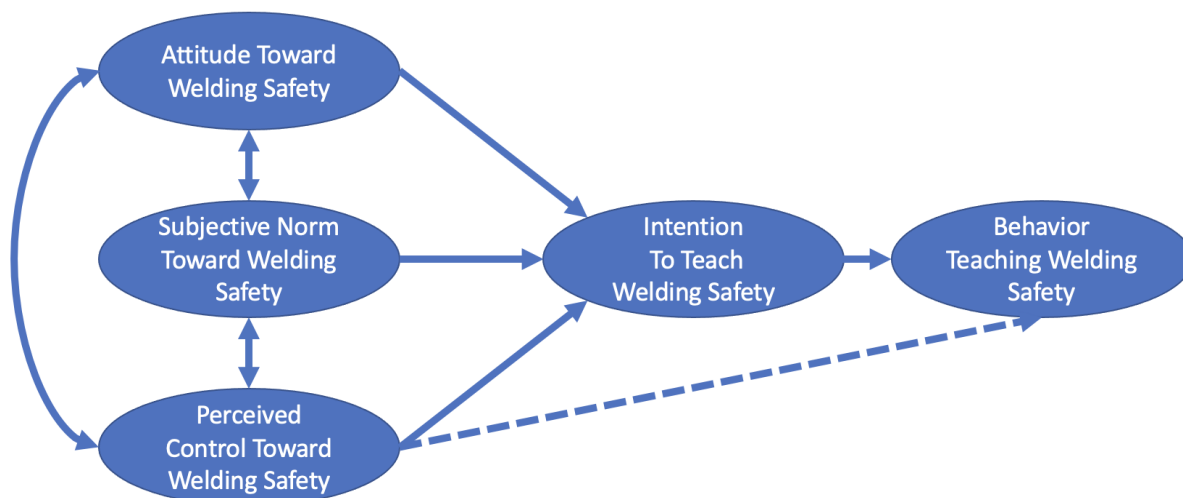 Attitude Toward
Welding Safety
Subjective Norm
Toward Welding
Safety
Perceived
Control Toward
Welding Safety
Intention
To Teach
Welding Safety
Behavior
Teaching Welding
Safety